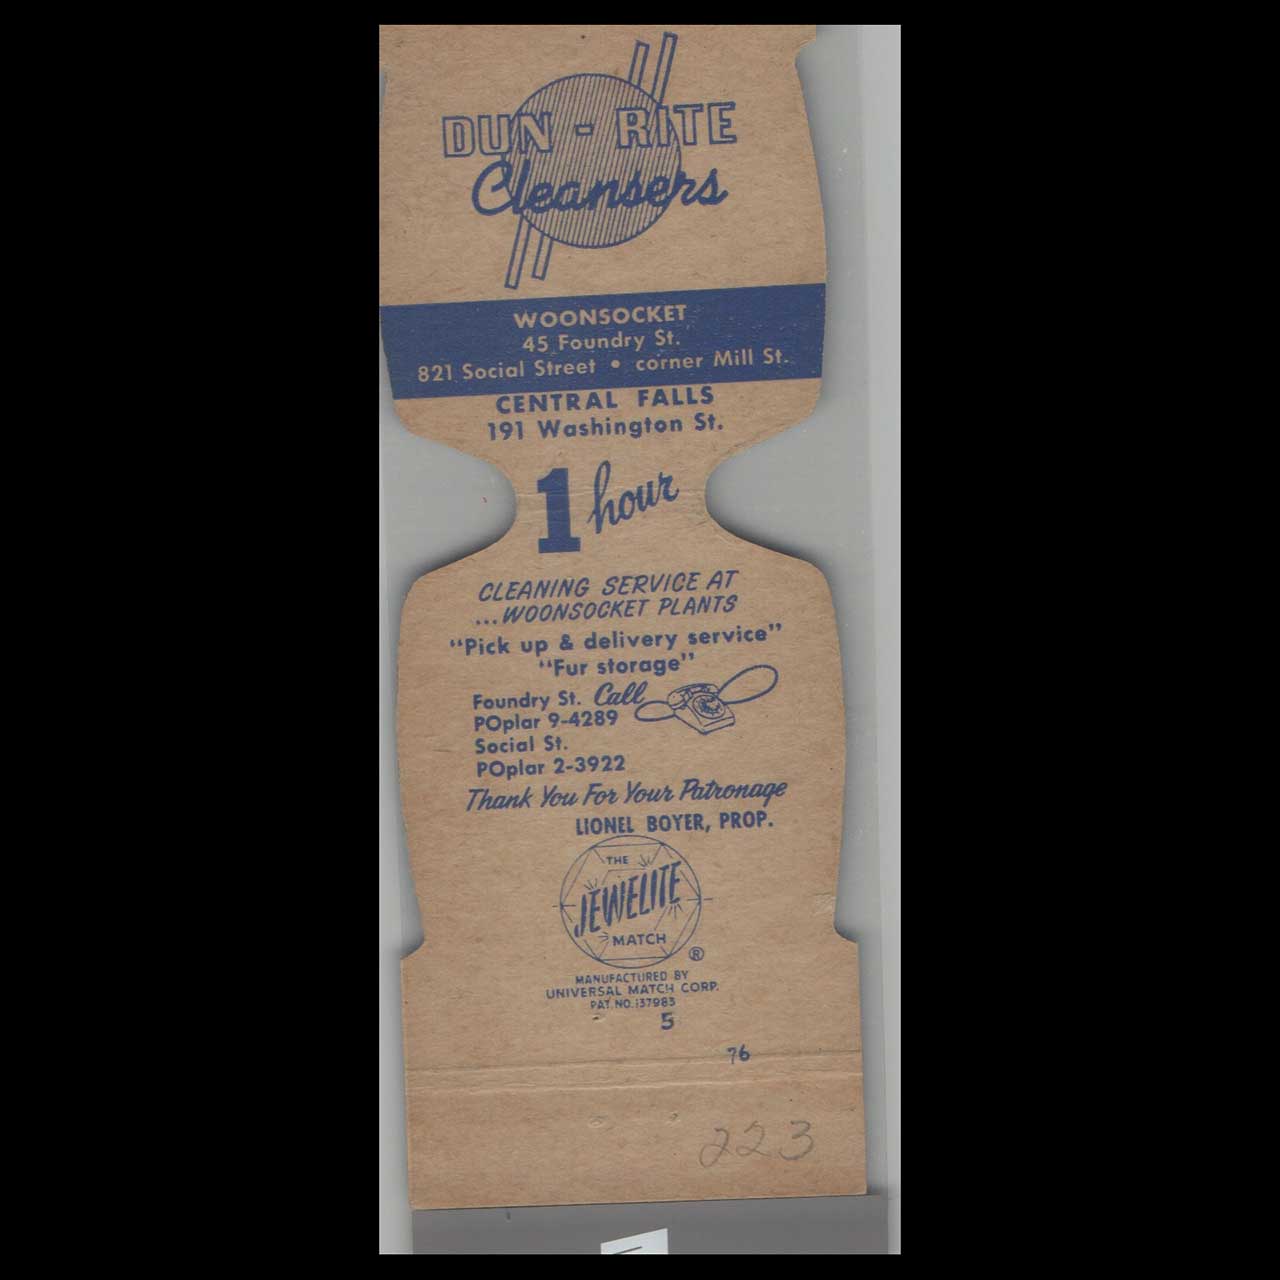 DUN - RITE
Cleansers
WOONSOCKET
45 Foundry St.
821 Social Street • corner Mill St.
CENTRAL FALLS
191 Washington St.
1 hour
CLEANING SERVICE AT
...WOONSOCKET PLANTS
"Pick up & delivery service"
"Fur storage"
Foundry St. Call
POplar 9-4289
Social St.
POplar 2-3922
Thank You For Your Patronage
LIONEL BOYER, PROP.
THE
JEWELITE
MATCH
®
MANUFACTURED BY
UNIVERSAL MATCH CORP.
PAT. NO. 137983
5
76
223